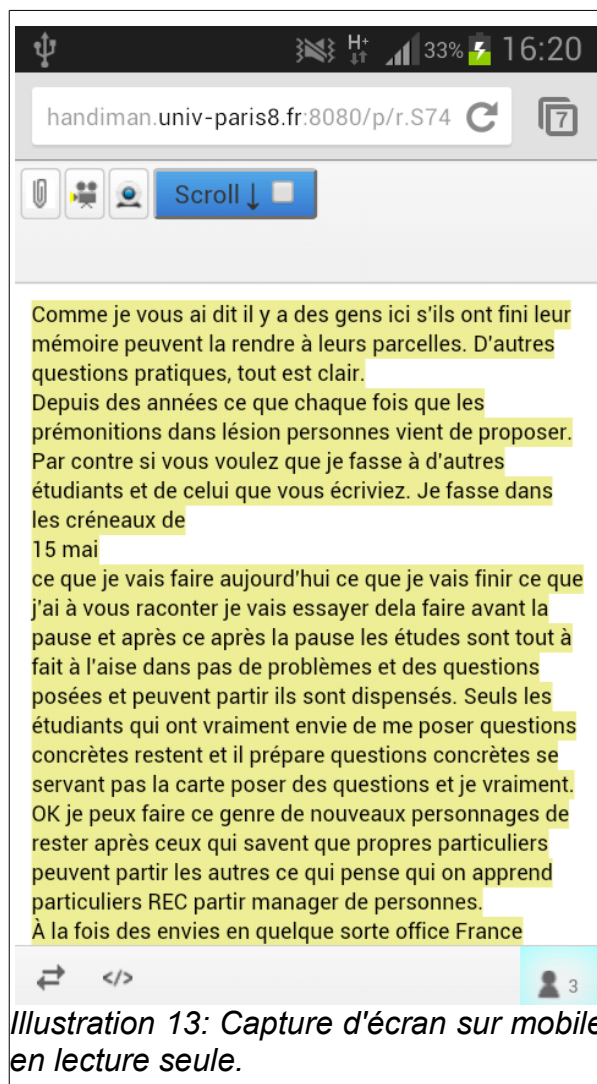 H+ 33% 16:20
handiman.univ-paris8.fr:8080/p/r.S74 7
Scroll ↓
Comme je vous ai dit il y a des gens ici s'ils ont fini leur
mémoire peuvent la rendre à leurs parcelles. D'autres
questions pratiques, tout est clair.
Depuis des années ce que chaque fois que les
prémonitions dans lésion personnes vient de proposer.
Par contre si vous voulez que je fasse à d'autres
étudiants et de celui que vous écriviez. Je fasse dans
les créneaux de
15 mai
ce que je vais faire aujourd'hui ce que je vais finir ce que
j'ai à vous raconter je vais essayer dela faire avant la
pause et après ce après la pause les études sont tout à
fait à l'aise dans pas de problèmes et des questions
posées et peuvent partir ils sont dispensés. Seuls les
étudiants qui ont vraiment envie de me poser questions
concrètes restent et il prépare questions concrètes se
servant pas la carte poser des questions et je vraiment.
OK je peux faire ce genre de nouveaux personnages de
rester après ceux qui savent que propres particuliers
peuvent partir les autres ce qui pense qui on apprend
particuliers REC partir manager de personnes.
À la fois des envies en quelque sorte office France
</> 3
Illustration 13: Capture d'écran sur mobile
en lecture seule.